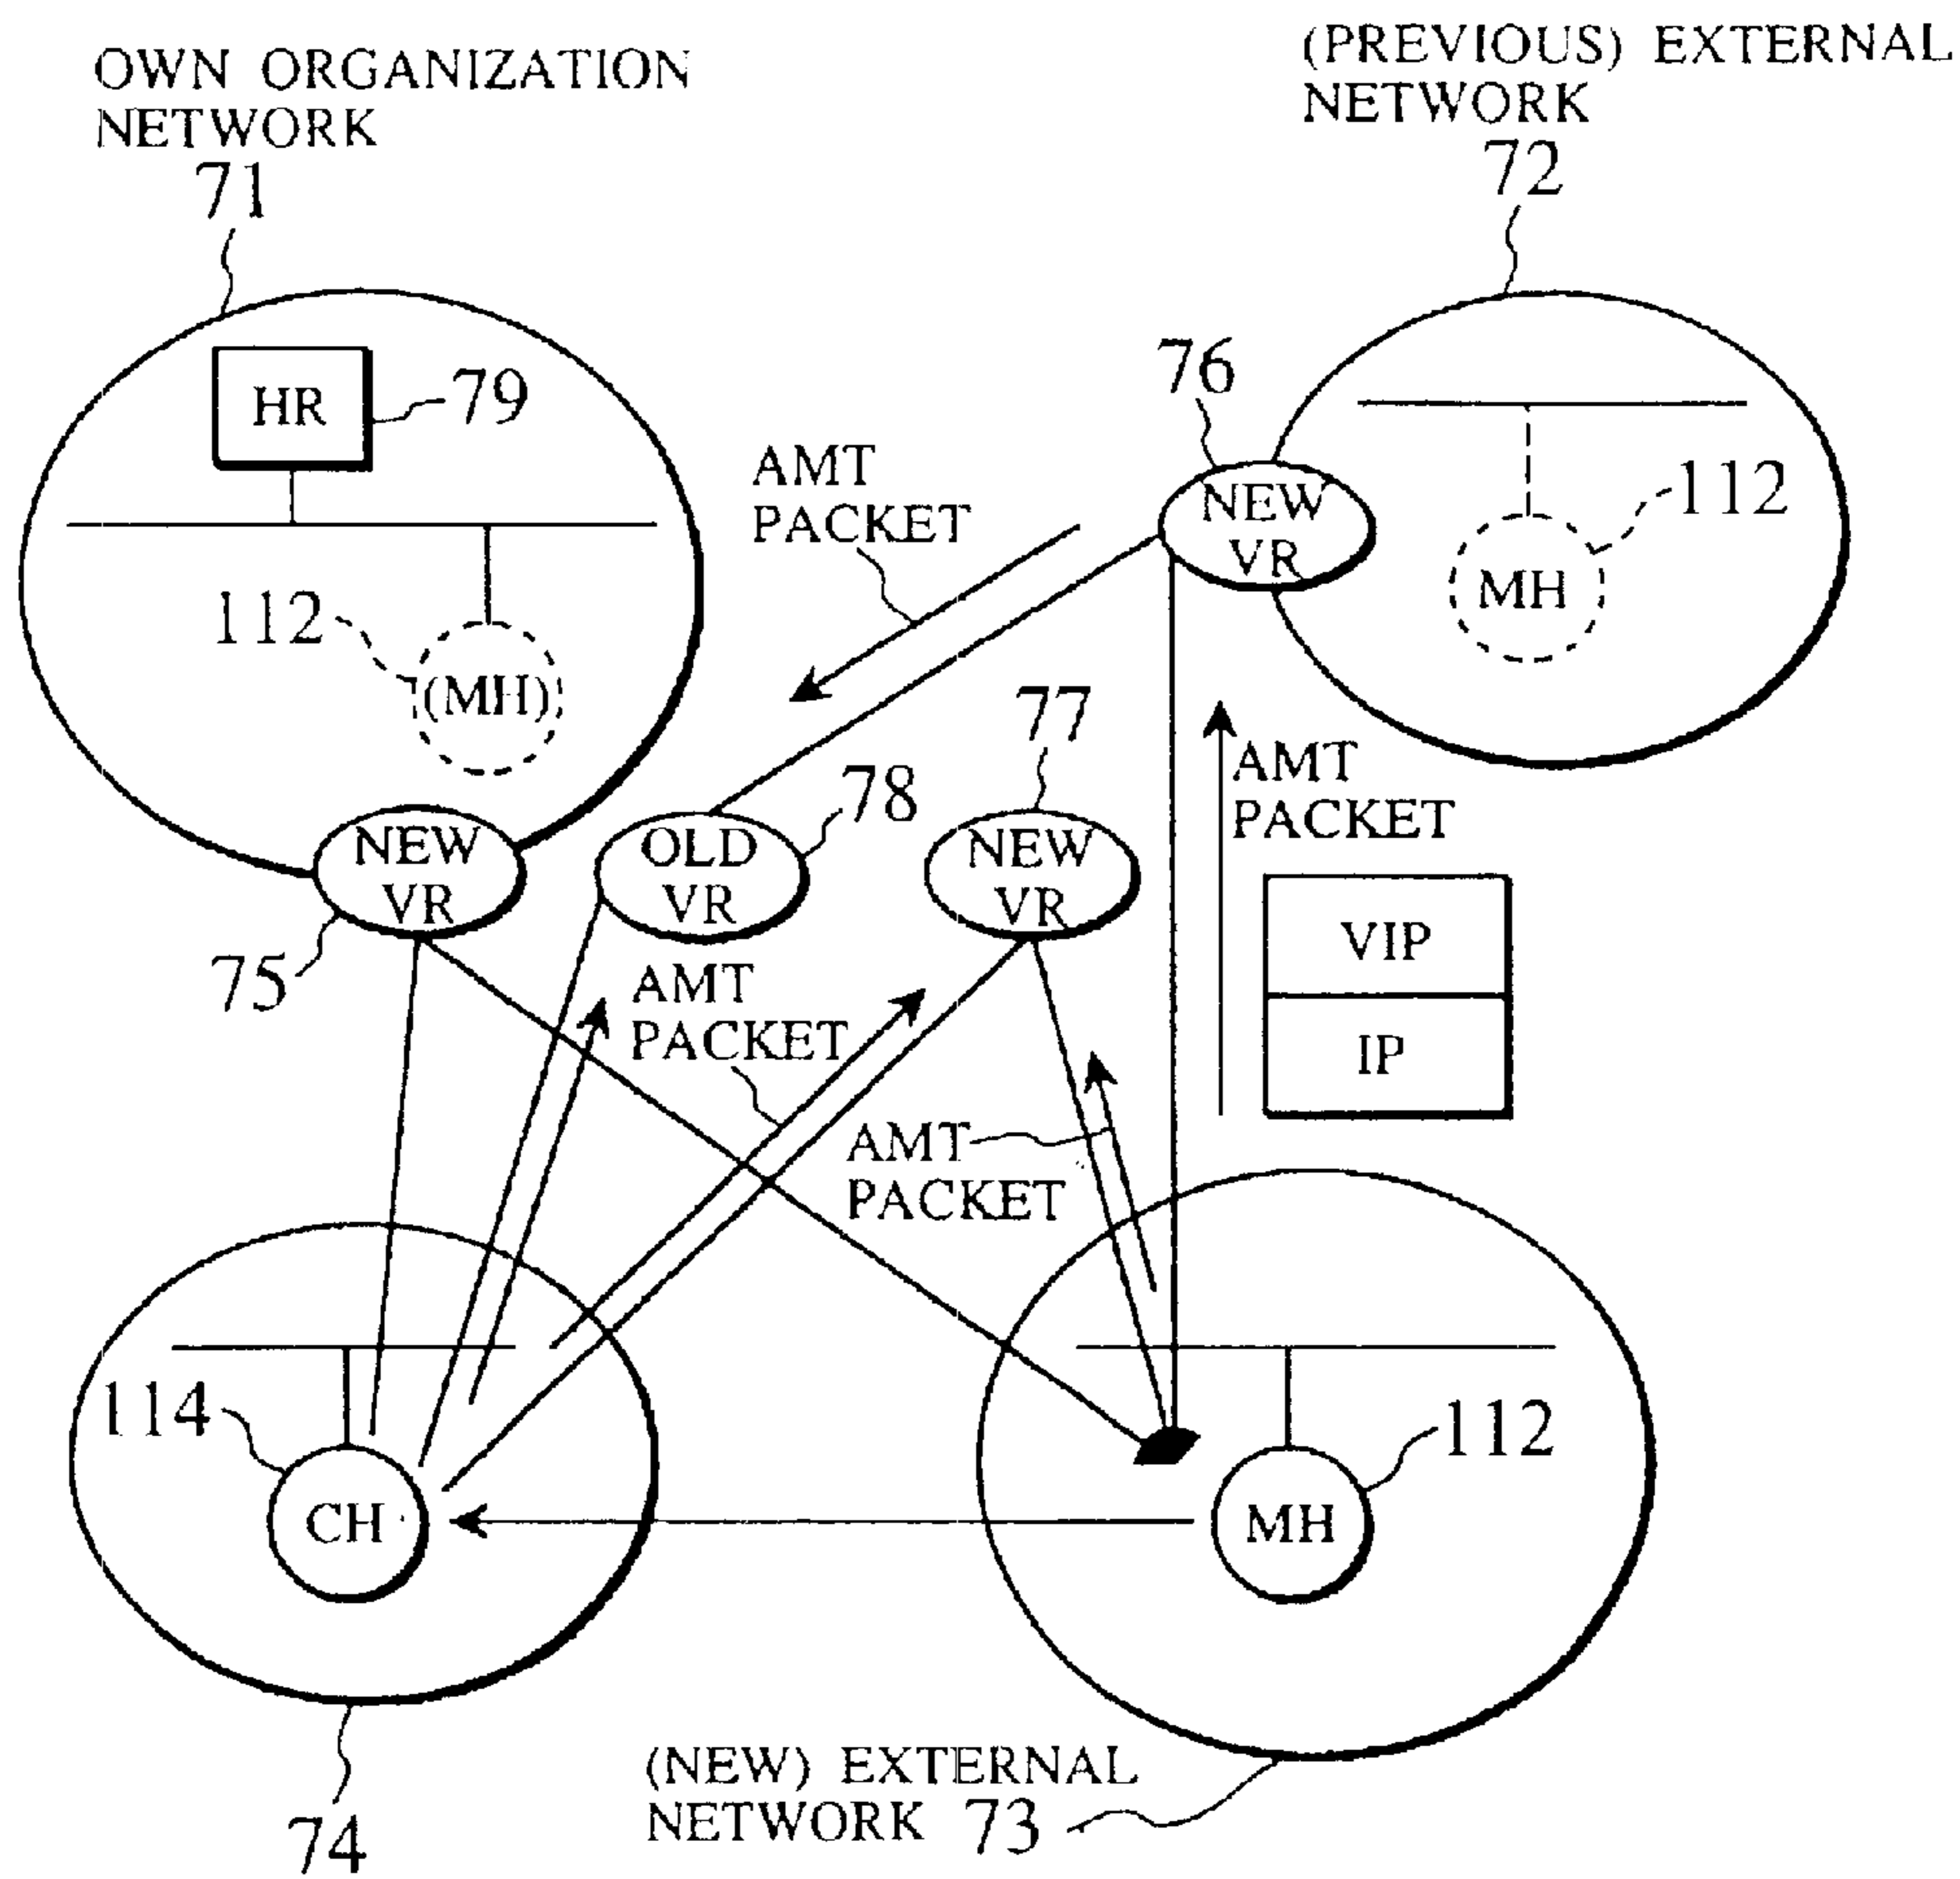 OWN ORGANIZATION
NETWORK
71
(PREVIOUS) EXTERNAL
NETWORK
72
HR
79
76
AMT
PACKET
NEW
VR
112
MH
112
(MH)
77
78
AMT
PACKET
NEW
VR
OLD
VR
NEW
VR
75
VIP
IP
AMT
PACKET
AMT
PACKET
114
112
CH
MH
(NEW) EXTERNAL
NETWORK 73
74